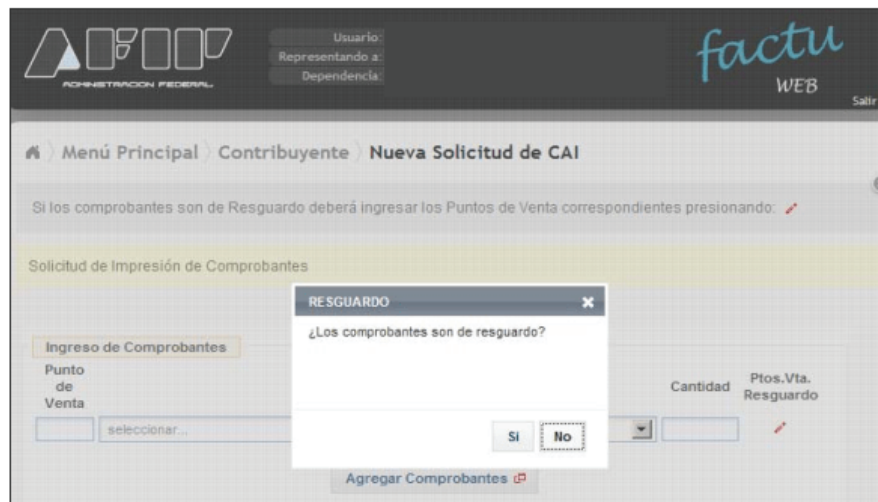 AFIP
ADMINISTRACION FEDERAL
Usuario:
Representando a:
Dependencia:
factu
WEB
Salir
Menú Principal Contribuyente Nueva Solicitud de CAI
Si los comprobantes son de Resguardo deberá ingresar los Puntos de Venta correspondientes presionando:
Solicitud de Impresión de Comprobantes
RESGUARDO
¿Los comprobantes son de resguardo?
Si No
Ingreso de Comprobantes
Punto
de
Venta
Cantidad
Ptos.Vta.
Resguardo
seleccionar...
Agregar Comprobantes